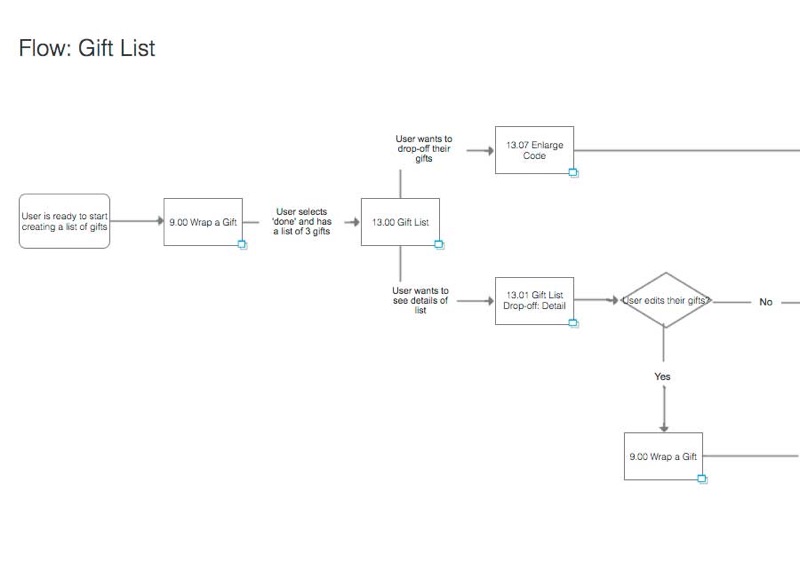 Flow: Gift List
User wants to
drop-off their
gifts
13.07 Enlarge
Code
User is ready to start
creating a list of gifts
9.00 Wrap a Gift
User selects
'done' and has
a list of 3 gifts
13.00 Gift List
User wants to
see details of
list
13.01 Gift List
Drop-off: Detail
User edits their gifts?
No
Yes
9.00 Wrap a Gift